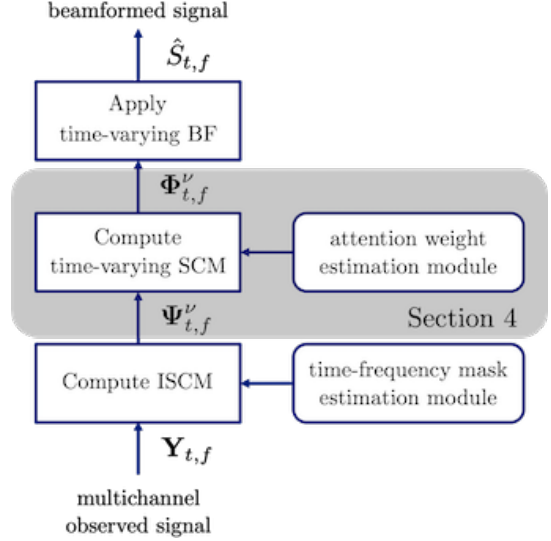 beamformed signal
Ŝ_{t,f}
Apply
time-varying BF
Φ^ν_{t,f}
Compute
time-varying SCM
attention weight
estimation module
Ψ^ν_{t,f}
Section 4
Compute ISCM
time-frequency mask
estimation module
Y_{t,f}
multichannel
observed signal